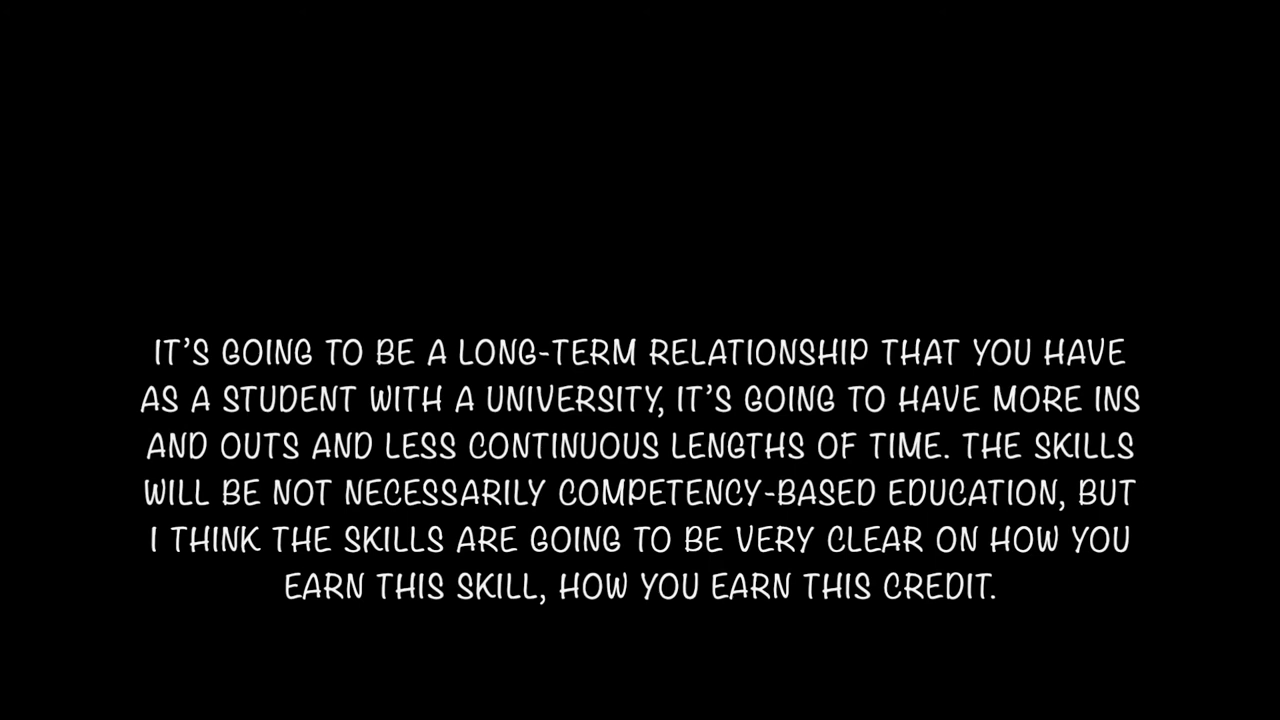 IT'S GOING TO BE A LONG-TERM RELATIONSHIP THAT YOU HAVE
AS A STUDENT WITH A UNIVERSITY, IT'S GOING TO HAVE MORE INS
AND OUTS AND LESS CONTINUOUS LENGTHS OF TIME. THE SKILLS
WILL BE NOT NECESSARILY COMPETENCY-BASED EDUCATION, BUT
I THINK THE SKILLS ARE GOING TO BE VERY CLEAR ON HOW YOU
EARN THIS SKILL, HOW YOU EARN THIS CREDIT.